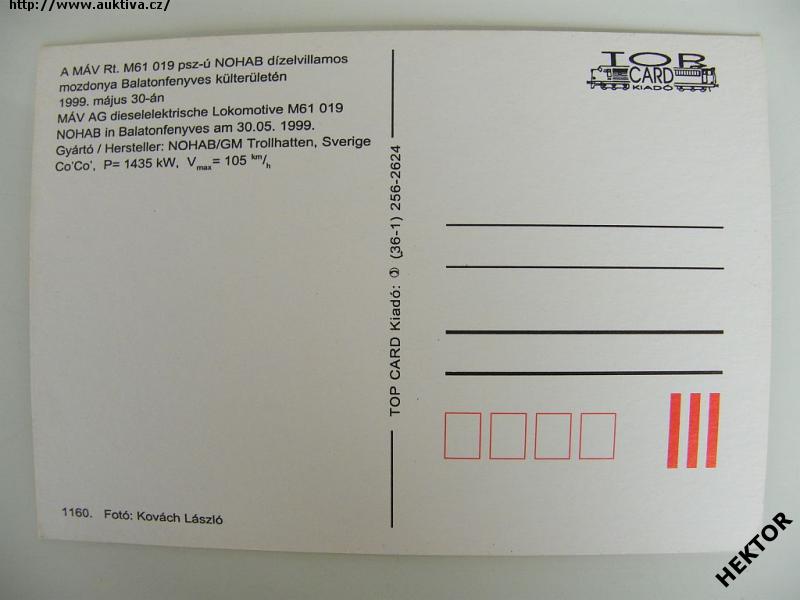 http://www.auktiva.cz/
A MÁV Rt. M61 019 psz-ú NOHAB dízelvillamos
mozdonya Balatonfenyves külterületén
1999. május 30-án
MÁV AG dieselelektrische Lokomotive M61 019
NOHAB in Balatonfenyves am 30.05. 1999.
Gyártó / Hersteller: NOHAB/GM Trollhatten, Sverige
Co'Co', P= 1435 kW, Vmax= 105 km/h
1160. Fotó: Kovách László
TOP CARD Kiadó: ✆ (36-1) 256-2624
TOP
CARD
KIADÓ
HEKTOR